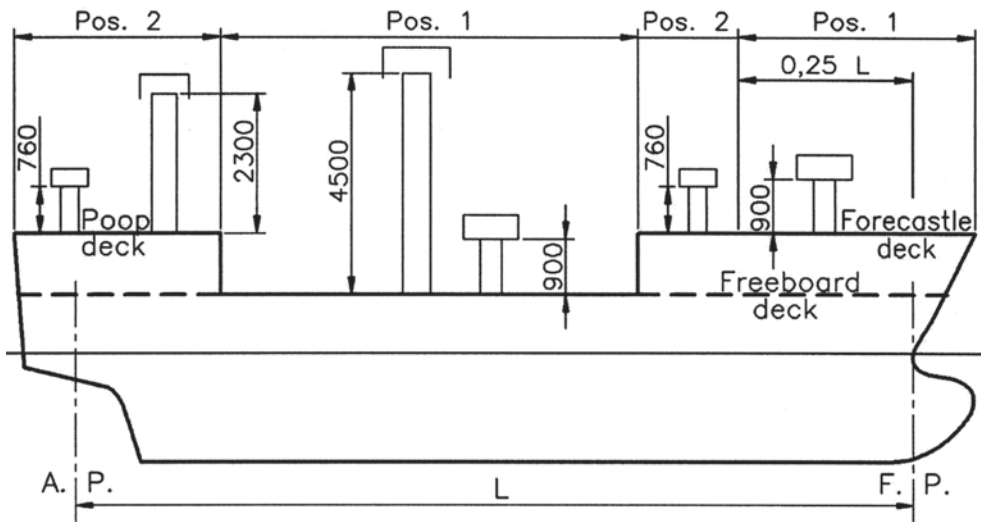 Pos. 2
Pos. 1
Pos. 2
Pos. 1
0,25 L
760
2300
4500
900
760
900
Poop
deck
Forecastle
deck
Freeboard
deck
A. P.
L
F. P.